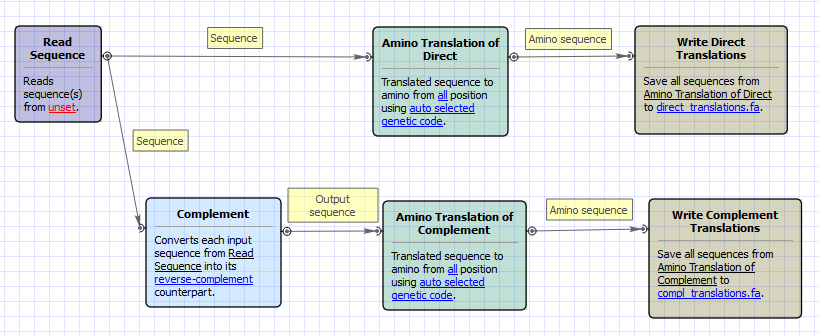 Read
Sequence
Reads
sequence(s)
from unset.
Sequence
Amino Translation of
Direct
Translated sequence to
amino from all position
using auto selected
genetic code.
Amino sequence
Write Direct
Translations
Save all sequences from
Amino Translation of Direct
to direct_translations.fa.
Sequence
Complement
Converts each input
sequence from Read
Sequence into its
reverse-complement
counterpart.
Output
sequence
Amino Translation of
Complement
Translated sequence to
amino from all position
using auto selected
genetic code.
Amino sequence
Write Complement
Translations
Save all sequences from
Amino Translation of
Complement to
compl_translations.fa.